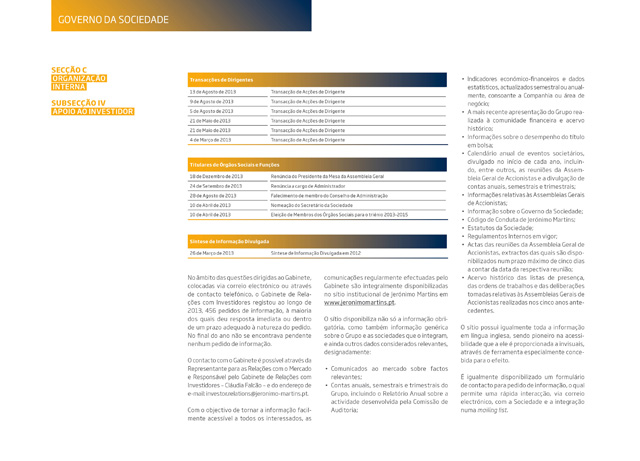 GOVERNO DA SOCIEDADE
SECÇÃO C
ORGANIZAÇÃO
INTERNA
SUBSECÇÃO IV
APOIO AO INVESTIDOR
Transacções de Dirigentes
13 de Agosto de 2013 Transacção de Acções de Dirigente
9 de Agosto de 2013 Transacção de Acções de Dirigente
5 de Agosto de 2013 Transacção de Acções de Dirigente
21 de Maio de 2013 Transacção de Acções de Dirigente
21 de Maio de 2013 Transacção de Acções de Dirigente
4 de Março de 2013 Transacção de Acções de Dirigente
Titulares de Órgãos Sociais e Funções
18 de Dezembro de 2013 Renúncia do Presidente da Mesa da Assembleia Geral
24 de Setembro de 2013 Renúncia a cargo de Administrador
28 de Agosto de 2013 Falecimento de membro do Conselho de Administração
10 de Abril de 2013 Nomeação do Secretário da Sociedade
10 de Abril de 2013 Eleição de Membros dos Órgãos Sociais para o triénio 2013-2015
Síntese de Informação Divulgada
26 de Março de 2013 Síntese de Informação Divulgada em 2012
No âmbito das questões dirigidas ao Gabinete,
colocadas via correio electrónico ou através
de contacto telefónico, o Gabinete de Rela-
ções com Investidores registou ao longo de
2013, 456 pedidos de informação, à maioria
dos quais deu resposta imediata ou dentro
de um prazo adequado à natureza do pedido.
No final do ano não se encontrava pendente
nenhum pedido de informação.
O contacto com o Gabinete é possível através da
Representante para as Relações com o Mercado
e Responsável pelo Gabinete de Relações com
Investidores – Cláudia Falcão – e do endereço de
e-mail: investor.relations@jeronimo-martins.pt.
Com o objectivo de tornar a informação facil-
mente acessível a todos os interessados, as
comunicações regularmente efectuadas pelo
Gabinete são integralmente disponibilizadas
no sítio institucional de Jerónimo Martins em
www.jeronimomartins.pt.
O sítio disponibiliza não só a informação obri-
gatória, como também informação genérica
sobre o Grupo e as sociedades que o integram,
e ainda outros dados considerados relevantes,
designadamente:
• Comunicados ao mercado sobre factos
relevantes;
• Contas anuais, semestrais e trimestrais do
Grupo, incluindo o Relatório Anual sobre a
actividade desenvolvida pela Comissão de
Auditoria;
• Indicadores económico-financeiros e dados
estatísticos, actualizados semestral ou anual-
mente, consoante a Companhia ou área de
negócio;
• A mais recente apresentação do Grupo rea-
lizada à comunidade financeira e acervo
histórico;
• Informações sobre o desempenho do título
em bolsa;
• Calendário anual de eventos societários,
divulgado no início de cada ano, incluin-
do, entre outras, as reuniões da Assem-
bleia Geral de Accionistas e a divulgação de
contas anuais, semestrais e trimestrais;
• Informações relativas às Assembleias Gerais
de Accionistas;
• Informação sobre o Governo da Sociedade;
• Código de Conduta de Jerónimo Martins;
• Estatutos da Sociedade;
• Regulamentos Internos em vigor;
• Actas das reuniões da Assembleia Geral de
Accionistas, extractos das quais são dispo-
nibilizados num prazo máximo de cinco dias
a contar da data da respectiva reunião;
• Acervo histórico das listas de presença,
das ordens de trabalhos e das deliberações
tomadas relativas às Assembleias Gerais de
Accionistas realizadas nos cinco anos ante-
cedentes.
O sítio possui igualmente toda a informação
em língua inglesa, sendo pioneiro na acessi-
bilidade que a ele é proporcionada a invisuais,
através de ferramenta especialmente conce-
bida para o efeito.
É igualmente disponibilizado um formulário
de contacto para pedido de informação, o qual
permite uma rápida interacção, via correio
electrónico, com a Sociedade e a integração
numa mailing list.